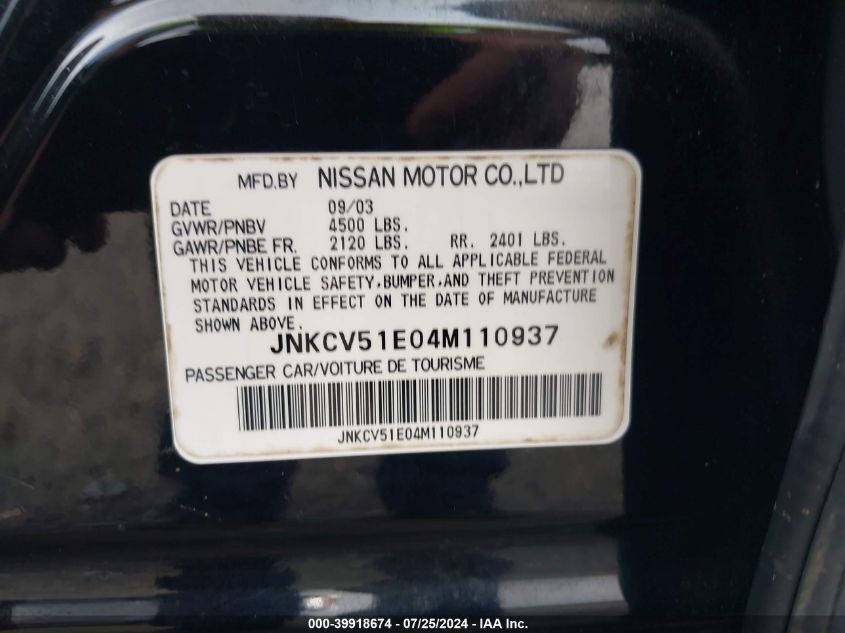 MFD.BY NISSAN MOTOR CO.,LTD
DATE 09/03
GVWR/PNBV 4500 LBS.
GAWR/PNBE FR. 2120 LBS. RR. 2401 LBS.
THIS VEHICLE CONFORMS TO ALL APPLICABLE FEDERAL
MOTOR VEHICLE SAFETY,BUMPER,AND THEFT PREVENTION
STANDARDS IN EFFECT ON THE DATE OF MANUFACTURE
SHOWN ABOVE.
JNKCV51E04M110937
PASSENGER CAR/VOITURE DE TOURISME
JNKCV51E04M110937
000-39918674 | 07/25/2024 - US - IAA, Inc.